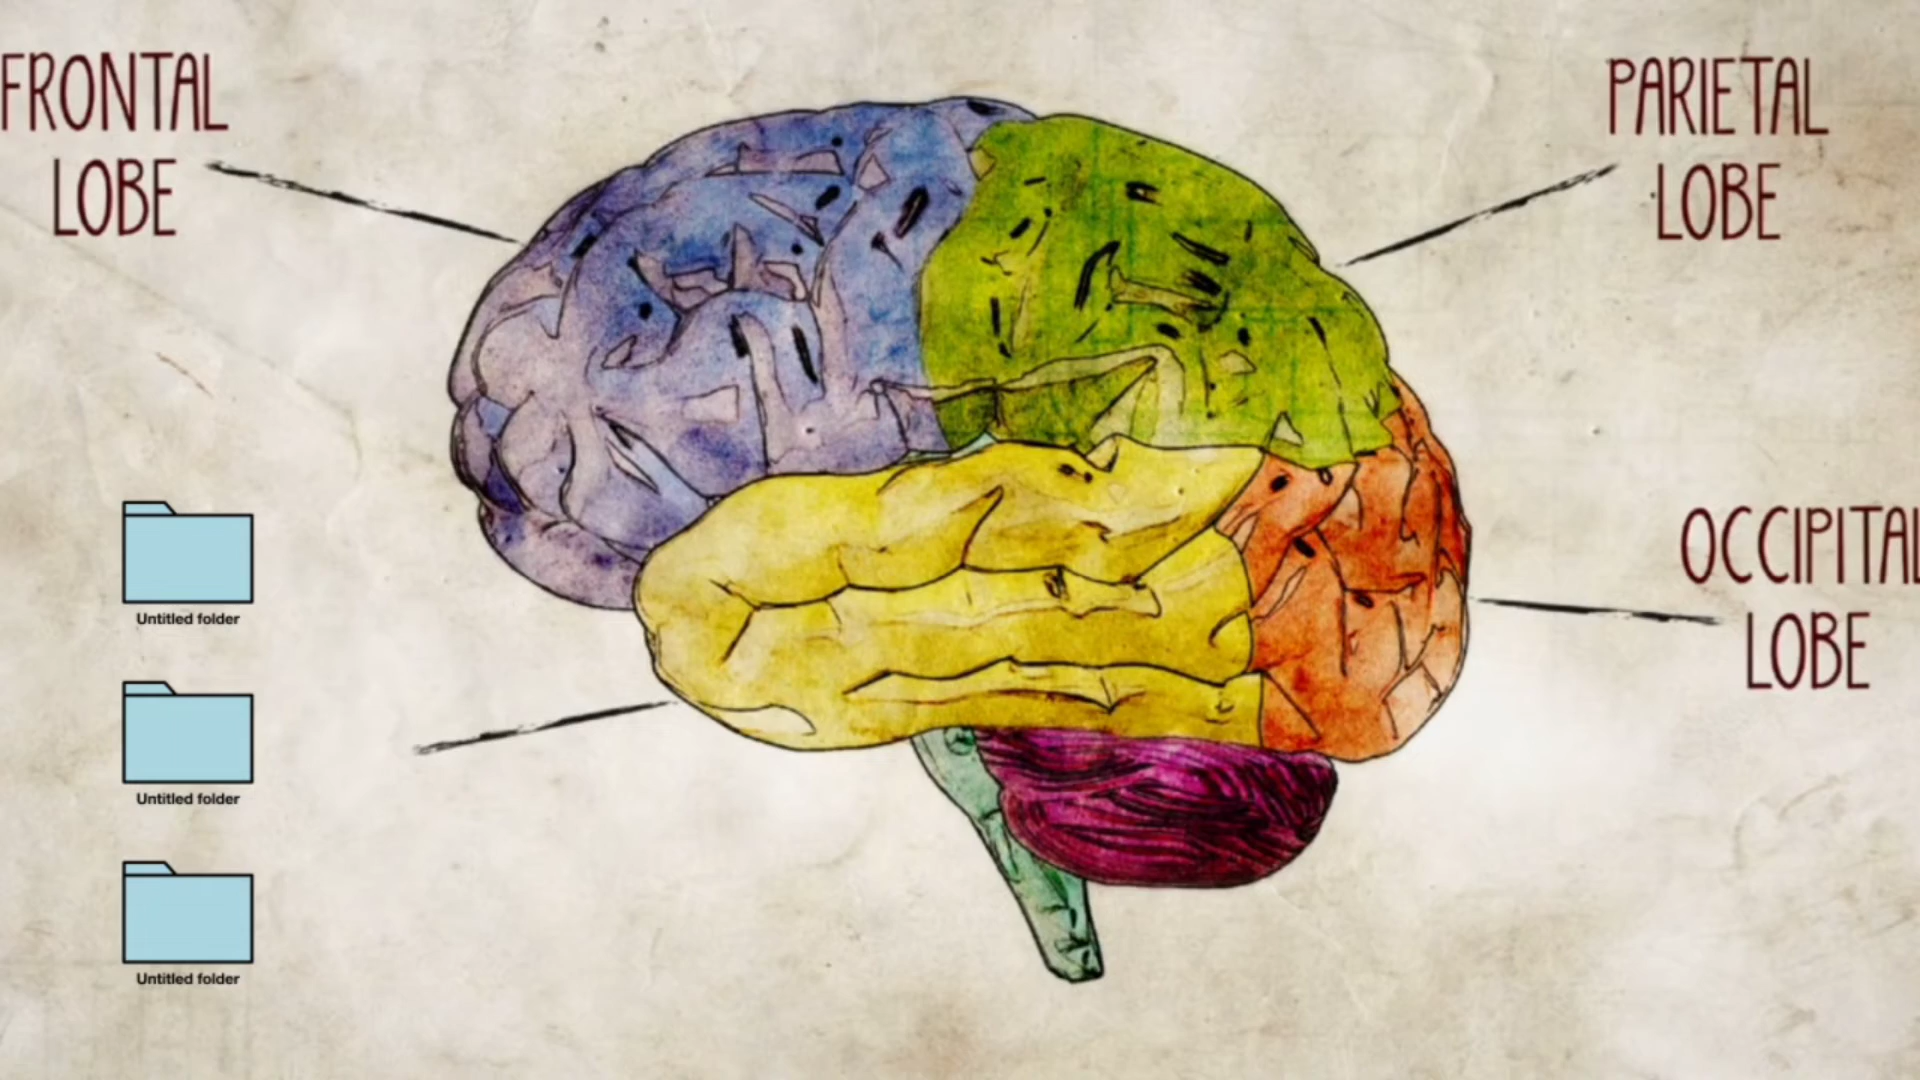 FRONTAL
LOBE
PARIETAL
LOBE
OCCIPITAL
LOBE
Untitled folder
Untitled folder
Untitled folder